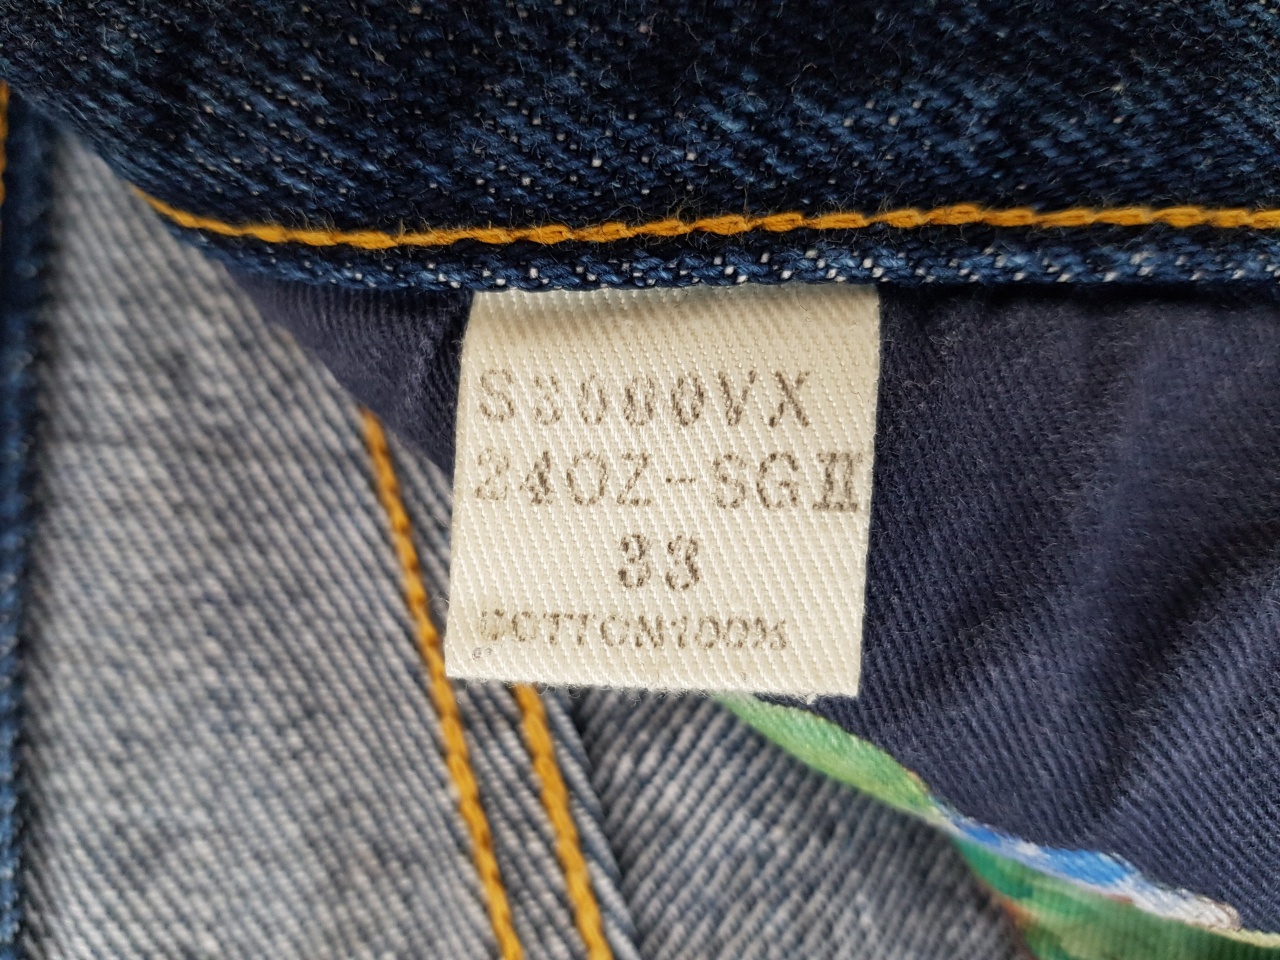 S3000VX
24OZ-SGⅡ
33
COTTON100%